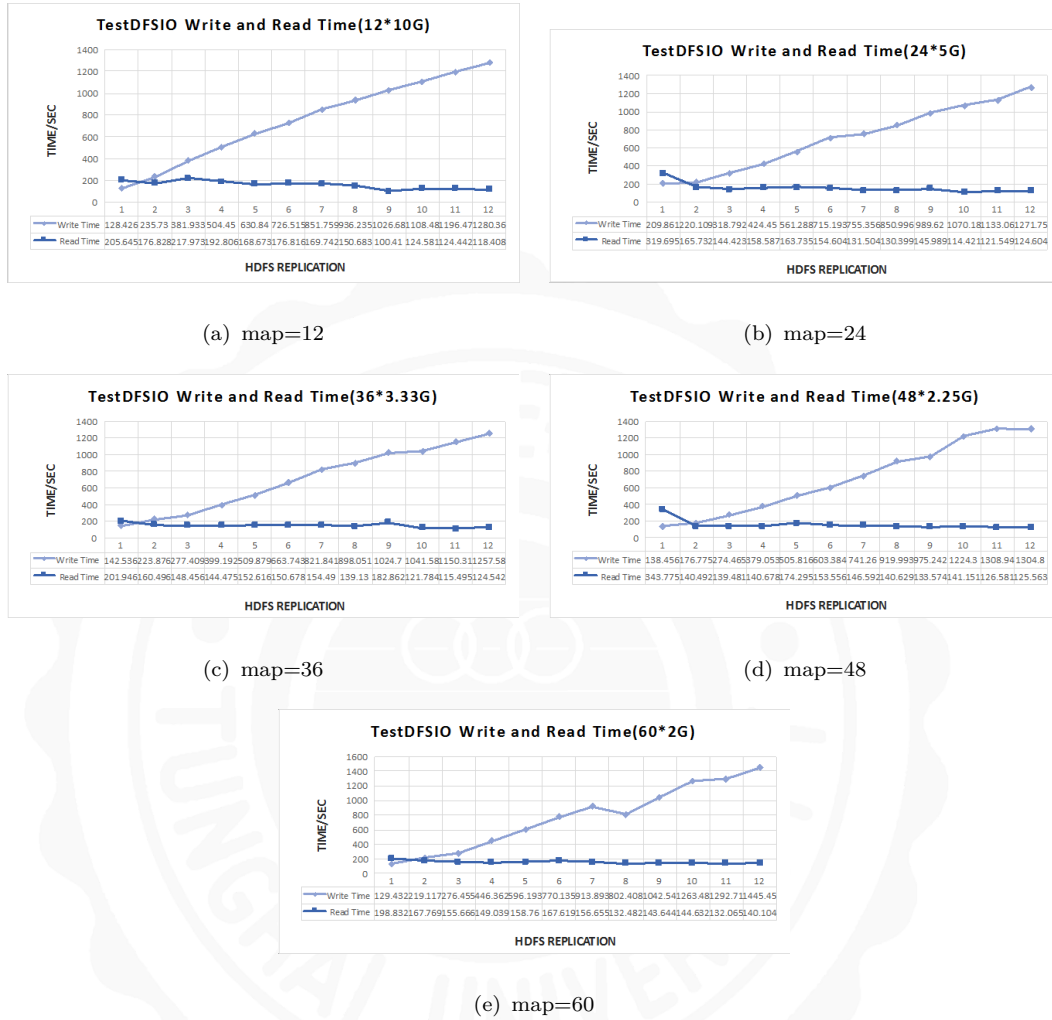 TestDFSIO Write and Read Time(12*10G)
1400
1200
1000
800
600
400
200
0
TIME/SEC
1 2 3 4 5 6 7 8 9 10 11 12
Write Time 128.426 235.73 381.933 504.45 630.84 726.515 851.759 936.235 1026.68 1108.48 1196.47 1280.36
Read Time 205.645 176.828 217.973 192.806 168.673 176.816 169.742 150.683 100.41 124.581 124.442 118.408
HDFS REPLICATION
(a) map=12
TestDFSIO Write and Read Time(24*5G)
1400
1200
1000
800
600
400
200
0
TIME/SEC
1 2 3 4 5 6 7 8 9 10 11 12
Write Time 209.861 220.109 318.792 424.45 561.288 715.193 755.356 850.996 989.62 1070.18 1133.06 1271.75
Read Time 319.695 165.732 144.423 158.587 163.735 154.604 131.504 130.399 145.989 114.421 121.549 124.604
HDFS REPLICATION
(b) map=24
TestDFSIO Write and Read Time(36*3.33G)
1400
1200
1000
800
600
400
200
0
TIME/SEC
1 2 3 4 5 6 7 8 9 10 11 12
Write Time 142.536 223.876 277.409 399.192 509.879 663.743 821.841 898.051 1024.7 1041.58 1150.31 1257.58
Read Time 201.946 160.496 148.456 144.475 152.616 150.678 154.49 139.13 182.862 121.784 115.495 124.542
HDFS REPLICATION
(c) map=36
TestDFSIO Write and Read Time(48*2.25G)
1400
1200
1000
800
600
400
200
0
TIME/SEC
1 2 3 4 5 6 7 8 9 10 11 12
Write Time 138.456 176.775 274.465 379.053 505.816 603.384 741.26 919.993 975.242 1224.3 1308.94 1304.8
Read Time 343.775 140.492 139.481 140.678 174.295 153.556 146.592 140.629 133.574 141.151 126.581 125.563
HDFS REPLICATION
(d) map=48
TestDFSIO Write and Read Time(60*2G)
1600
1400
1200
1000
800
600
400
200
0
TIME/SEC
1 2 3 4 5 6 7 8 9 10 11 12
Write Time 129.432 219.117 276.45 446.362 596.193 770.135 913.893 802.408 1042.54 1263.48 1292.71 1445.45
Read Time 198.832 167.769 155.666 149.039 158.76 167.619 156.655 132.482 143.644 144.632 132.065 140.104
HDFS REPLICATION
(e) map=60
TUNGHAI